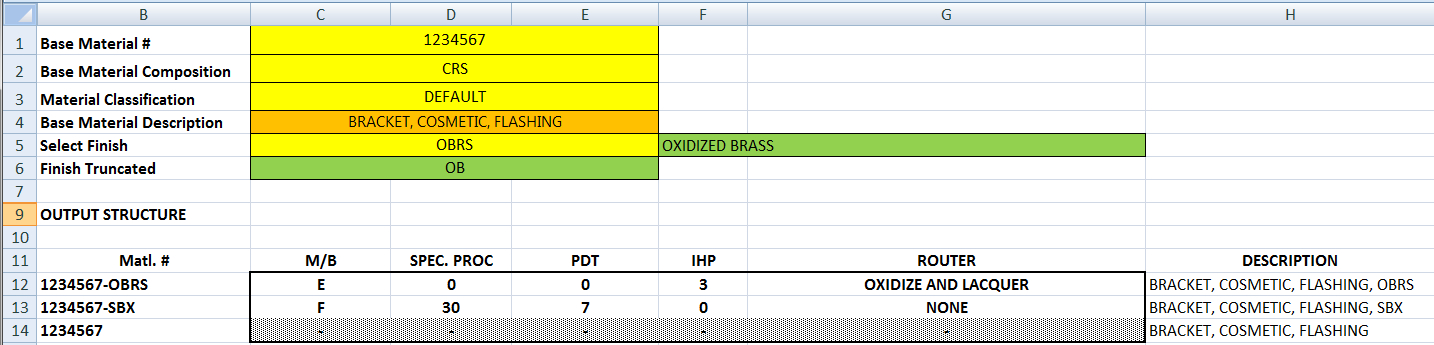 B C D E F G H
1 Base Material # 1234567
2 Base Material Composition CRS
3 Material Classification DEFAULT
4 Base Material Description BRACKET, COSMETIC, FLASHING
5 Select Finish OBRS OXIDIZED BRASS
6 Finish Truncated OB
7
9 OUTPUT STRUCTURE
10
11 Matl. # M/B SPEC. PROC PDT IHP ROUTER DESCRIPTION
12 1234567-OBRS E 0 0 3 OXIDIZE AND LACQUER BRACKET, COSMETIC, FLASHING, OBRS
13 1234567-SBX F 30 7 0 NONE BRACKET, COSMETIC, FLASHING, SBX
14 1234567 - - - - - BRACKET, COSMETIC, FLASHING